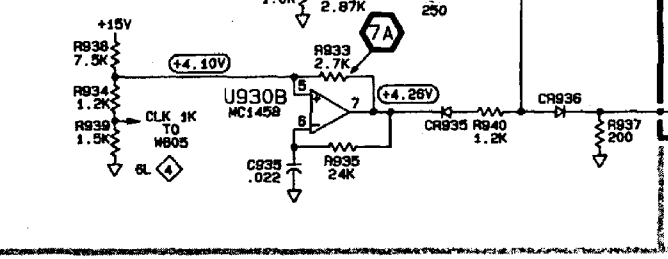 2.87K
250
+15V
7A
R938
7.5K
R933
2.7K
+4.10V
5
+4.26V
U930B
MC1458
7
R934
1.2K
CLK 1K
TO
W605
6
CR935
R940
1.2K
CR936
R937
200
R939
1.5K
6L
4
C935
.022
R935
24K